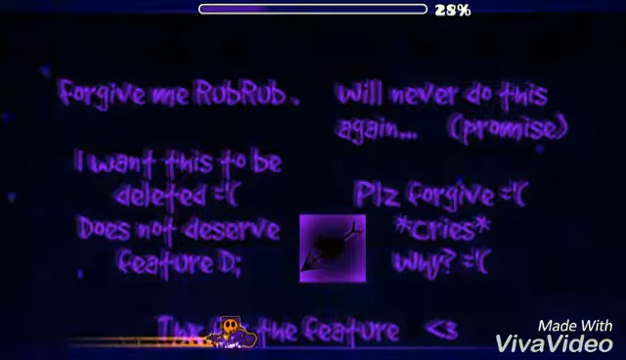 28%
Forgive me RubRub.
Will never do this
again... (promise)
I want this to be
deleted ='(
Does not deserve
feature D;
Plz forgive ='(
*Cries*
Why? ='(
Thx the feature <3
Made With
VivaVideo